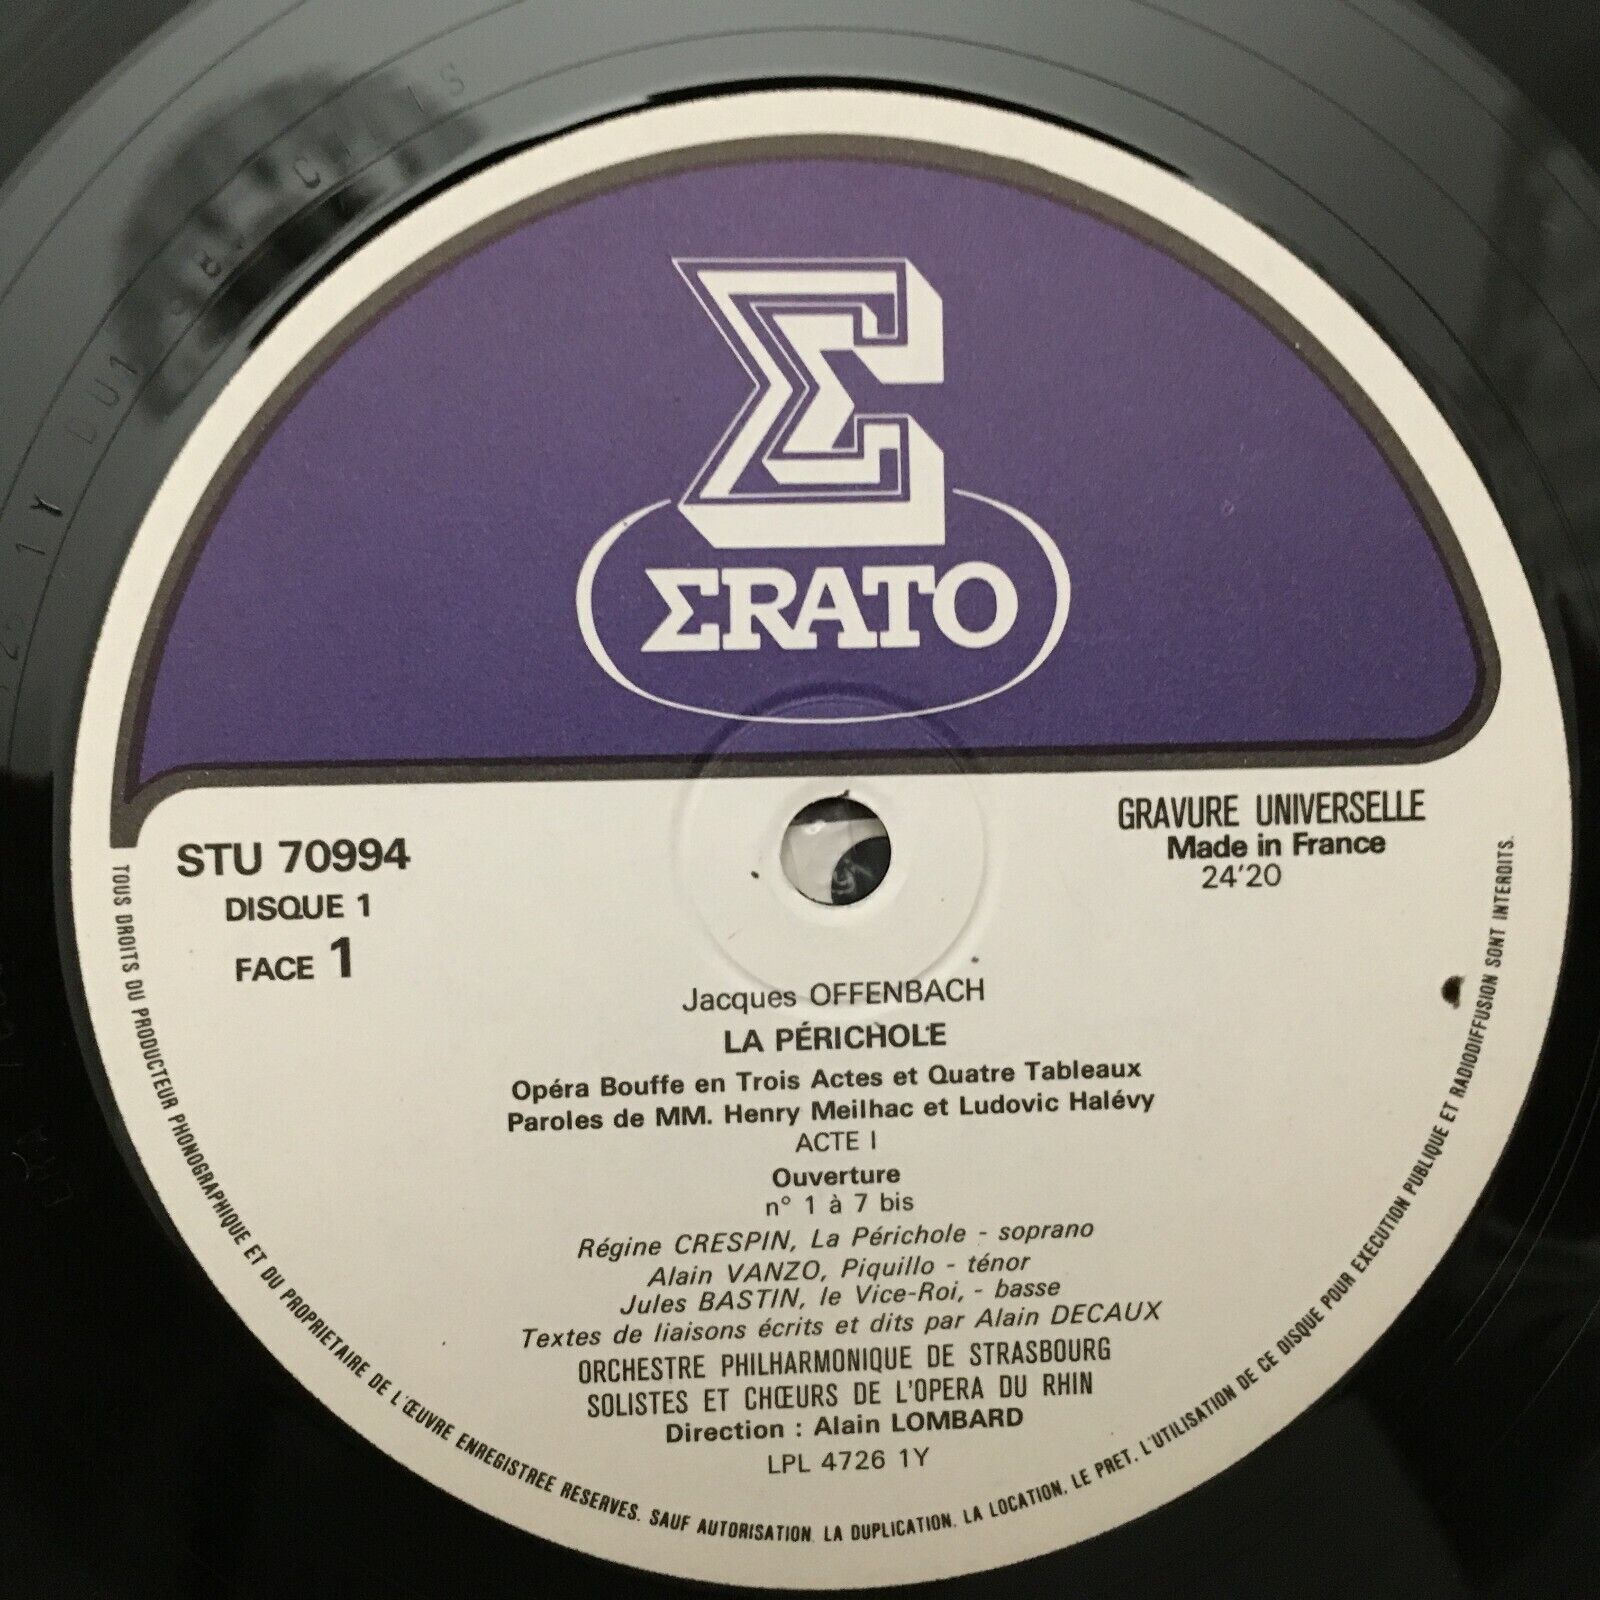 ΣRATO
STU 70994
DISQUE 1
FACE 1
GRAVURE UNIVERSELLE
Made in France
24'20
Jacques OFFENBACH
LA PÉRICHOLE
Opéra Bouffe en Trois Actes et Quatre Tableaux
Paroles de MM. Henry Meilhac et Ludovic Halévy
ACTE I
Ouverture
n° 1 à 7 bis
Régine CRESPIN, La Périchole - soprano
Alain VANZO, Piquillo - ténor
Jules BASTIN, le Vice-Roi, - basse
Textes de liaisons écrits et dits par Alain DECAUX
ORCHESTRE PHILHARMONIQUE DE STRASBOURG
SOLISTES ET CHŒURS DE L'OPERA DU RHIN
Direction : Alain LOMBARD
LPL 4726 1Y
TOUS DROITS DU PRODUCTEUR PHONOGRAPHIQUE ET DU PROPRIETAIRE DE L'ŒUVRE ENREGISTREE RESERVES. SAUF AUTORISATION. LA DUPLICATION. LA LOCATION. LE PRET. L'UTILISATION DE CE DISQUE POUR EXECUTION PUBLIQUE ET RADIODIFFUSION SONT INTERDITS.